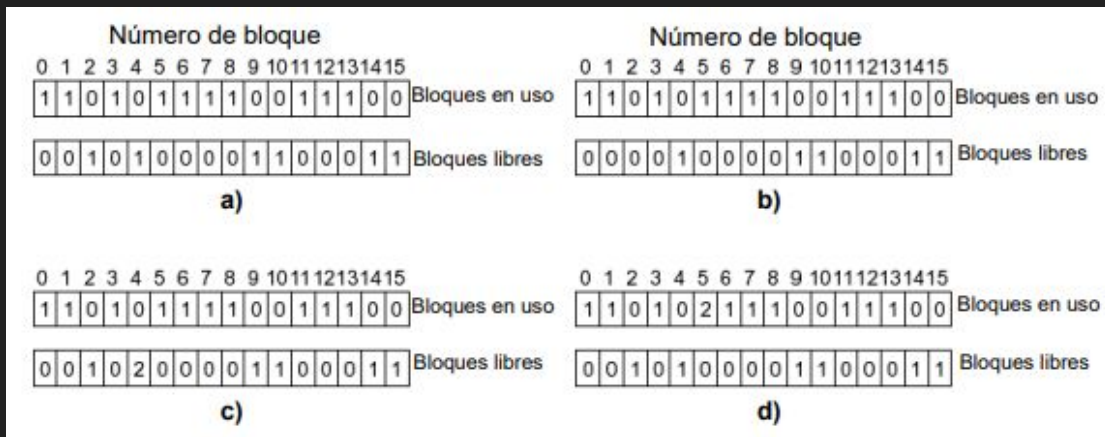 Número de bloque
0 1 2 3 4 5 6 7 8 9 10 11 12 13 14 15
1 1 0 1 0 1 1 1 1 0 0 1 1 1 0 0 Bloques en uso
0 0 1 0 1 0 0 0 0 1 1 0 0 0 1 1 Bloques libres
a)
Número de bloque
0 1 2 3 4 5 6 7 8 9 10 11 12 13 14 15
1 1 0 1 0 1 1 1 1 0 0 1 1 1 0 0 Bloques en uso
0 0 0 0 1 0 0 0 0 1 1 0 0 0 1 1 Bloques libres
b)
0 1 2 3 4 5 6 7 8 9 10 11 12 13 14 15
1 1 0 1 0 1 1 1 1 0 0 1 1 1 0 0 Bloques en uso
0 0 1 0 2 0 0 0 0 1 1 0 0 0 1 1 Bloques libres
c)
0 1 2 3 4 5 6 7 8 9 10 11 12 13 14 15
1 1 0 1 0 2 1 1 1 0 0 1 1 1 0 0 Bloques en uso
0 0 1 0 1 0 0 0 0 1 1 0 0 0 1 1 Bloques libres
d)